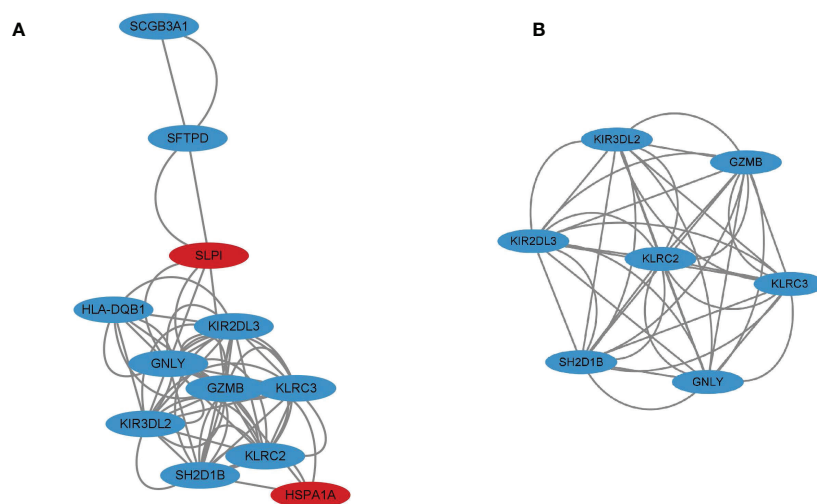 A
SCGB3A1
SFTPD
SLPI
HLA-DQB1
KIR2DL3
GNLY
GZMB
KLRC3
KIR3DL2
KLRC2
SH2D1B
HSPA1A
B
KIR3DL2
GZMB
KIR2DL3
KLRC2
KLRC3
SH2D1B
GNLY